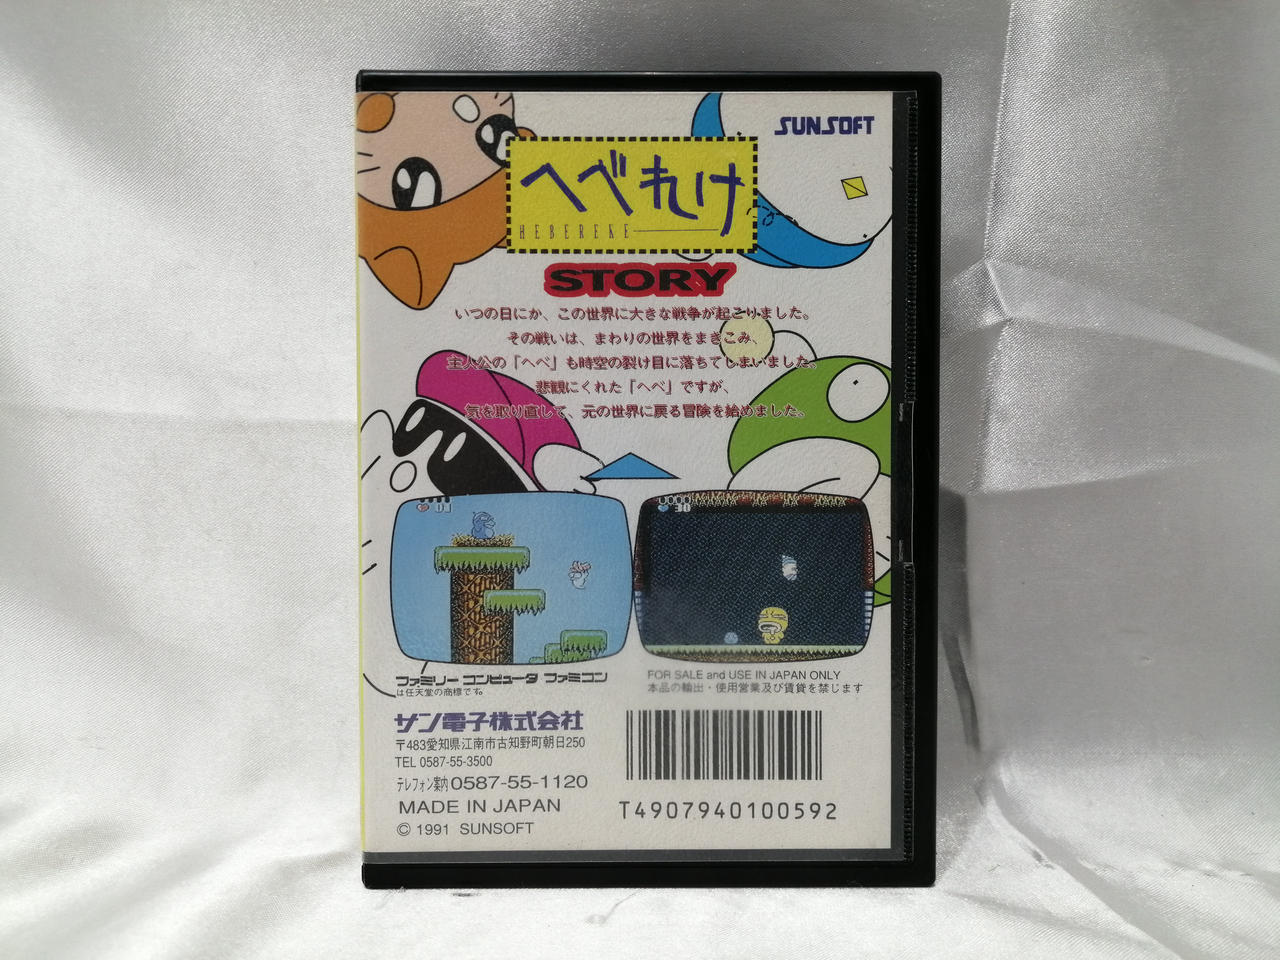 SUNSOFT
へべれけ
HEBEREKE
STORY
いつの日にか、この世界に大きな戦争が起こりました。
その戦いは、まわりの世界をまきこみ、
主人公の「へべ」も時空の裂け目に落ちてしまいました。
悲観にくれた「へべ」ですが、
気を取り直して、元の世界に戻る冒険を始めました。
01
30
ファミリー コンピュータ ファミコン
は任天堂の商標です。
FOR SALE and USE IN JAPAN ONLY
本品の輸出・使用営業及び賃貸を禁じます
サン電子株式会社
〒483愛知県江南市古知野町朝日250
TEL 0587-55-3500
テレフォン案内0587-55-1120
MADE IN JAPAN
© 1991 SUNSOFT
T4907940100592